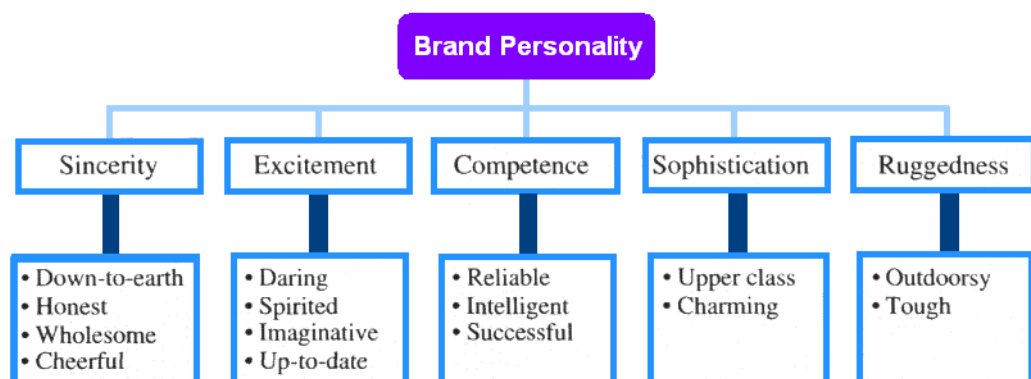 Brand Personality
Sincerity
Excitement
Competence
Sophistication
Ruggedness
• Down-to-earth
• Honest
• Wholesome
• Cheerful
• Daring
• Spirited
• Imaginative
• Up-to-date
• Reliable
• Intelligent
• Successful
• Upper class
• Charming
• Outdoorsy
• Tough